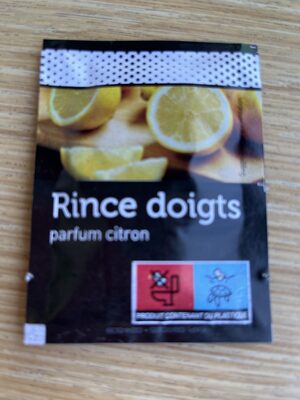 Rince doigts
parfum citron
PRODUIT CONTENANT DU PLASTIQUE